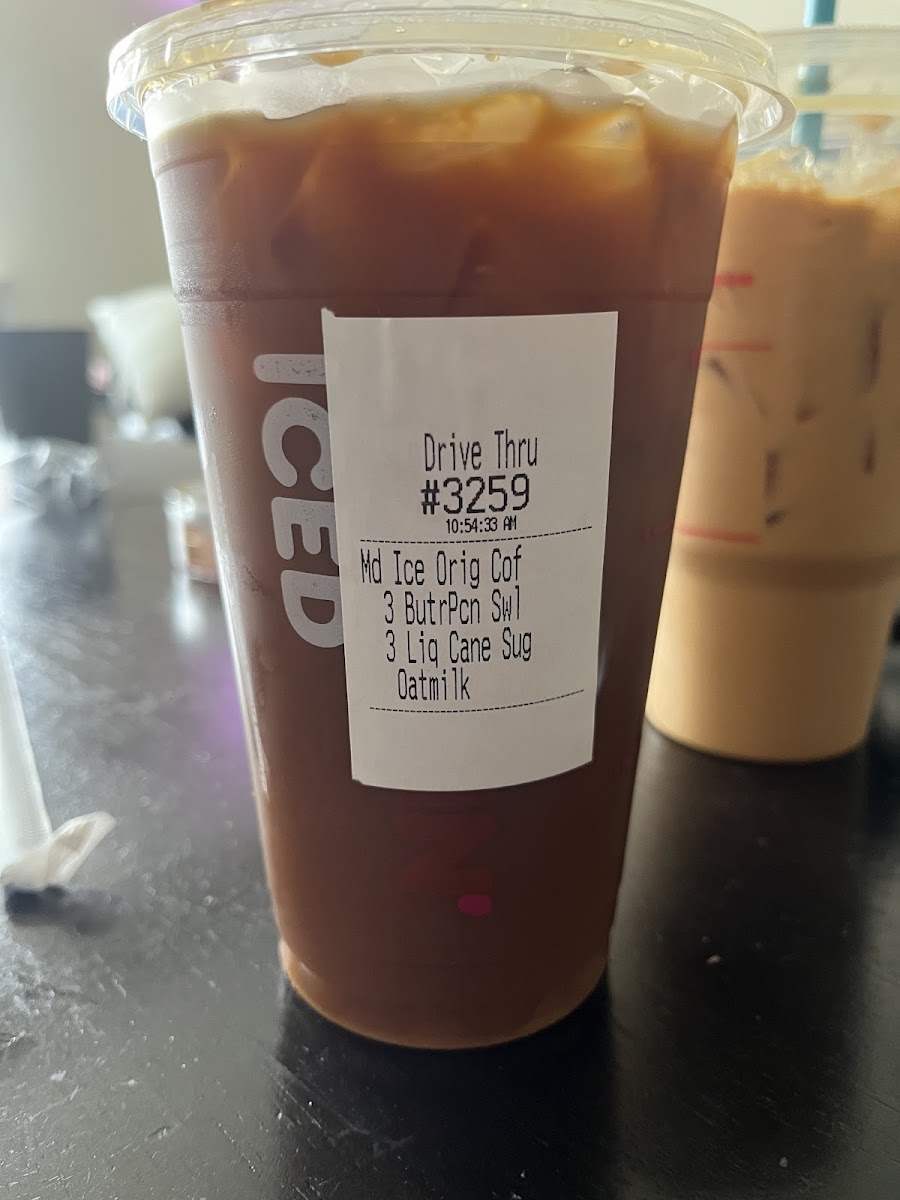 ICED
Drive Thru
#3259
10:54:33 AM
Md Ice Orig Cof
3 ButrPcn Swl
3 Liq Cane Sug
Oatmilk